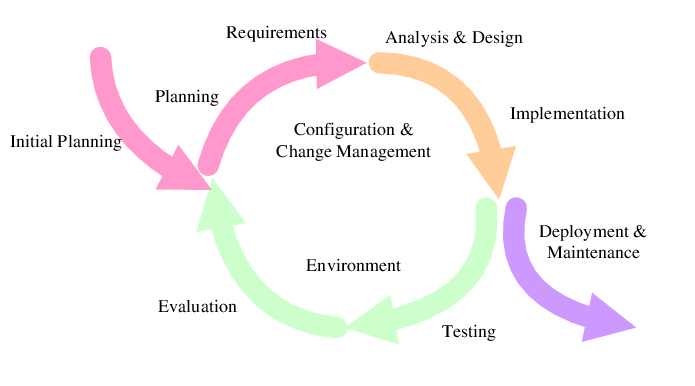 Requirements
Analysis & Design
Planning
Implementation
Initial Planning
Configuration &
Change Management
Deployment &
Maintenance
Environment
Evaluation
Testing